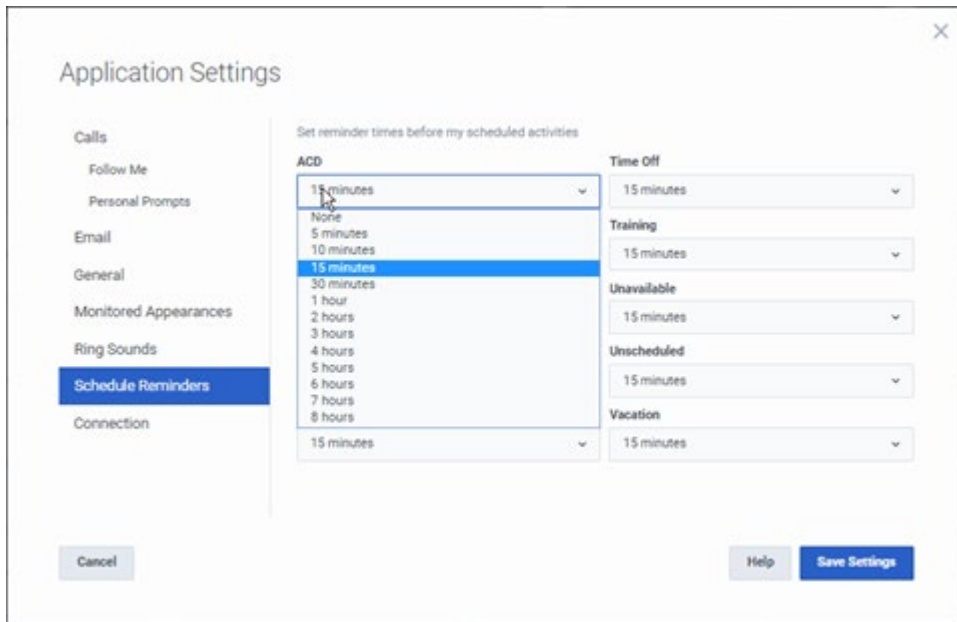 Application Settings
Calls
Follow Me
Personal Prompts
Email
General
Monitored Appearances
Ring Sounds
Schedule Reminders
Connection
Set reminder times before my scheduled activities
ACD
15 minutes
None
5 minutes
10 minutes
15 minutes
30 minutes
1 hour
2 hours
3 hours
4 hours
5 hours
6 hours
7 hours
8 hours
15 minutes
Time Off
15 minutes
Training
15 minutes
Unavailable
15 minutes
Unscheduled
15 minutes
Vacation
15 minutes
Cancel
Help
Save Settings